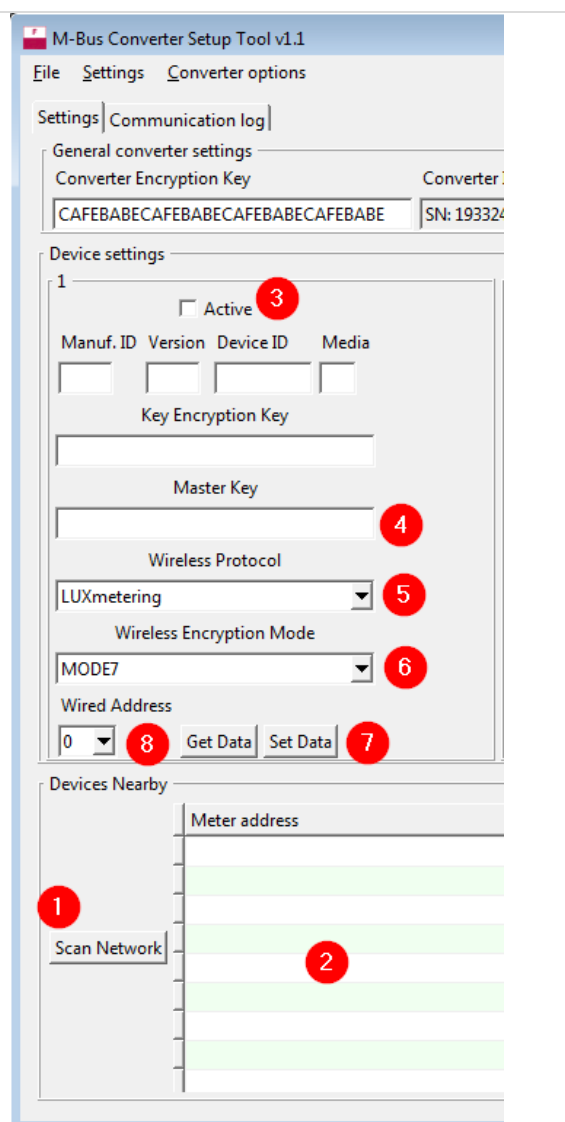 M-Bus Converter Setup Tool v1.1
File Settings Converter options
Settings Communication log
General converter settings
Converter Encryption Key Converter
CAFEBABECAFEBABECAFEBABECAFEBABE SN: 193324
Device settings
1
Active 3
Manuf. ID Version Device ID Media
Key Encryption Key
Master Key
4
Wireless Protocol
LUXmetering 5
Wireless Encryption Mode
MODE7 6
Wired Address
0 8 Get Data Set Data 7
Devices Nearby
Meter address
1
Scan Network
2